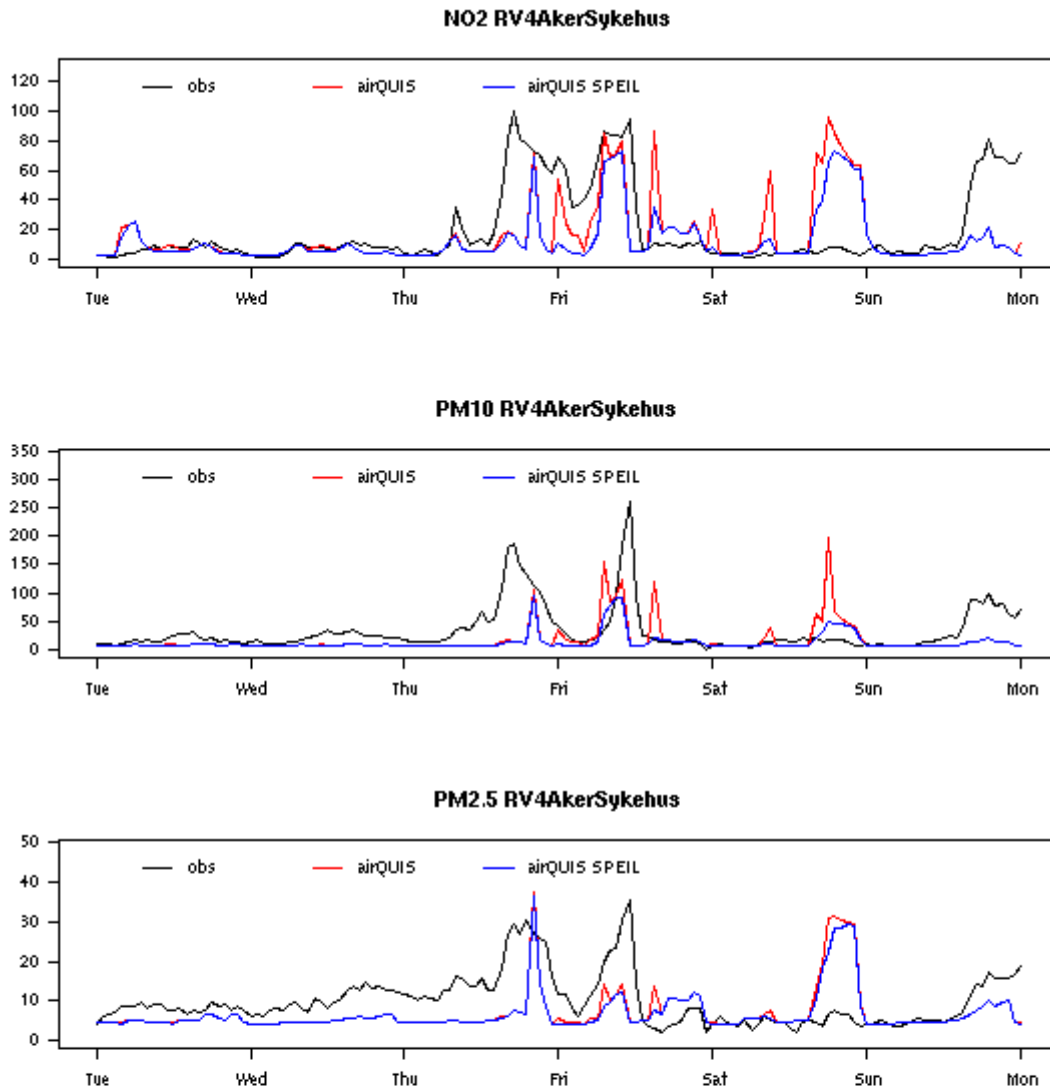 NO2 RV4AkerSykehus
obs airQUIS airQUIS SPEIL
120
100
80
60
40
20
0
Tue Wed Thu Fri Sat Sun Mon
PM10 RV4AkerSykehus
350
obs airQUIS airQUIS SPEIL
300
250
200
150
100
50
0
Tue Wed Thu Fri Sat Sun Mon
PM2.5 RV4AkerSykehus
50
obs airQUIS airQUIS SPEIL
40
30
20
10
0
Tue Wed Thu Fri Sat Sun Mon